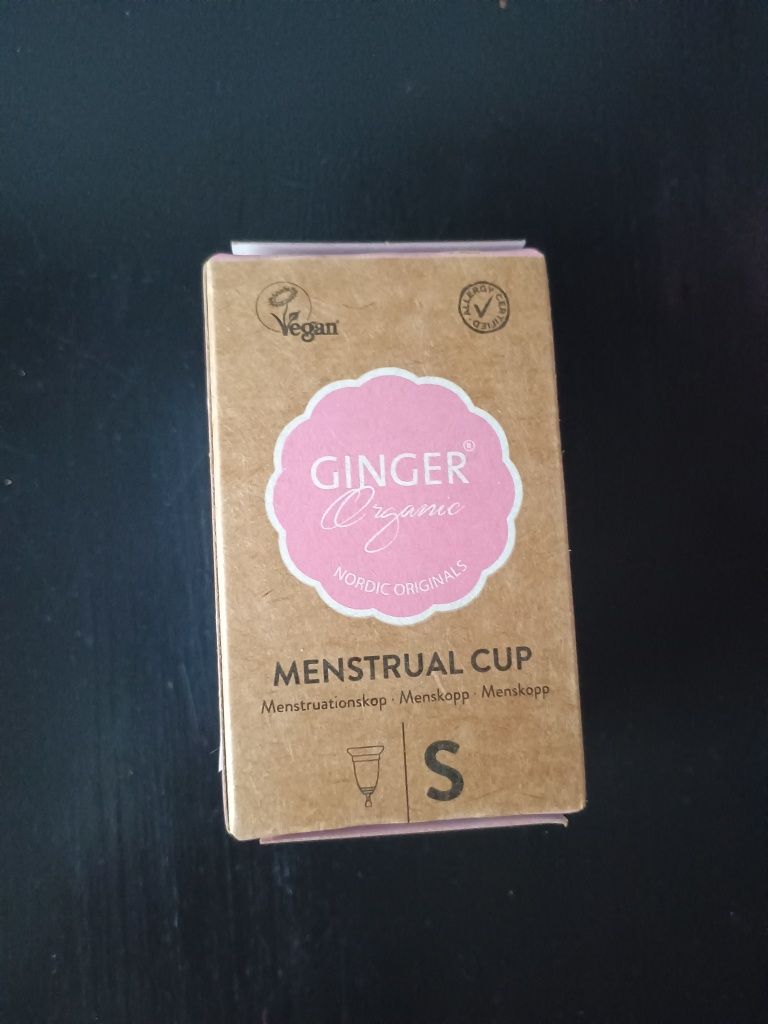 Vegan
ALLERGY CERTIFIED
GINGER®
Organic
NORDIC ORIGINALS
MENSTRUAL CUP
Menstruationskop · Menskopp · Menskopp
S